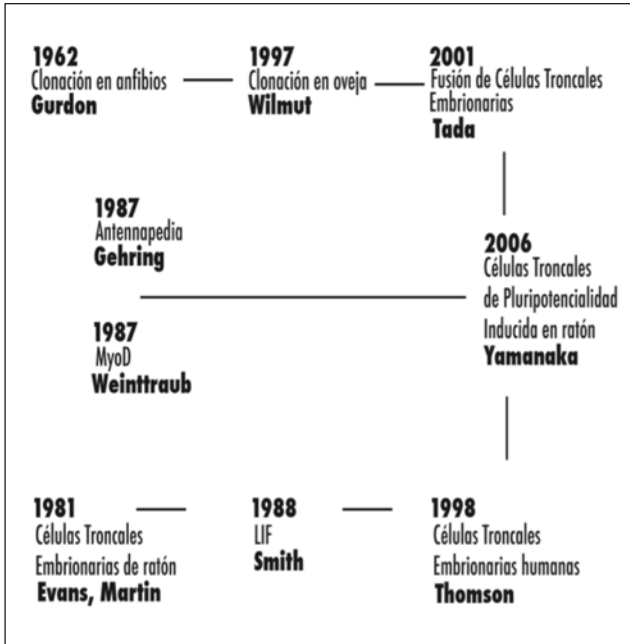 1962
Clonación en anfibios
Gurdon
1997
Clonación en oveja
Wilmut
2001
Fusión de Células Troncales
Embrionarias
Tada
1987
Antennapedia
Gehring
1987
MyoD
Weinttraub
2006
Células Troncales
de Pluripotencialidad
Inducida en ratón
Yamanaka
1981
Células Troncales
Embrionarias de ratón
Evans, Martin
1988
LIF
Smith
1998
Células Troncales
Embrionarias humanas
Thomson